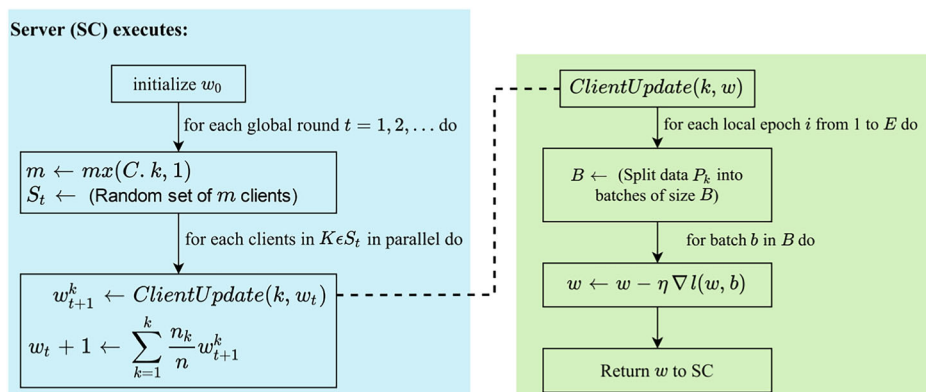 Server (SC) executes:
initialize w₀
for each global round t = 1, 2, … do
m ← mx(C. k, 1)
Sₜ ← (Random set of m clients)
for each clients in KϵSₜ in parallel do
wᵏₜ₊₁ ← ClientUpdate(k, wₜ)
wₜ + 1 ← ∑ₖ₌₁ᵏ nₖ/n wᵏₜ₊₁
ClientUpdate(k, w)
for each local epoch i from 1 to E do
B ← (Split data Pₖ into
batches of size B)
for batch b in B do
w ← w − η ∇l(w, b)
Return w to SC